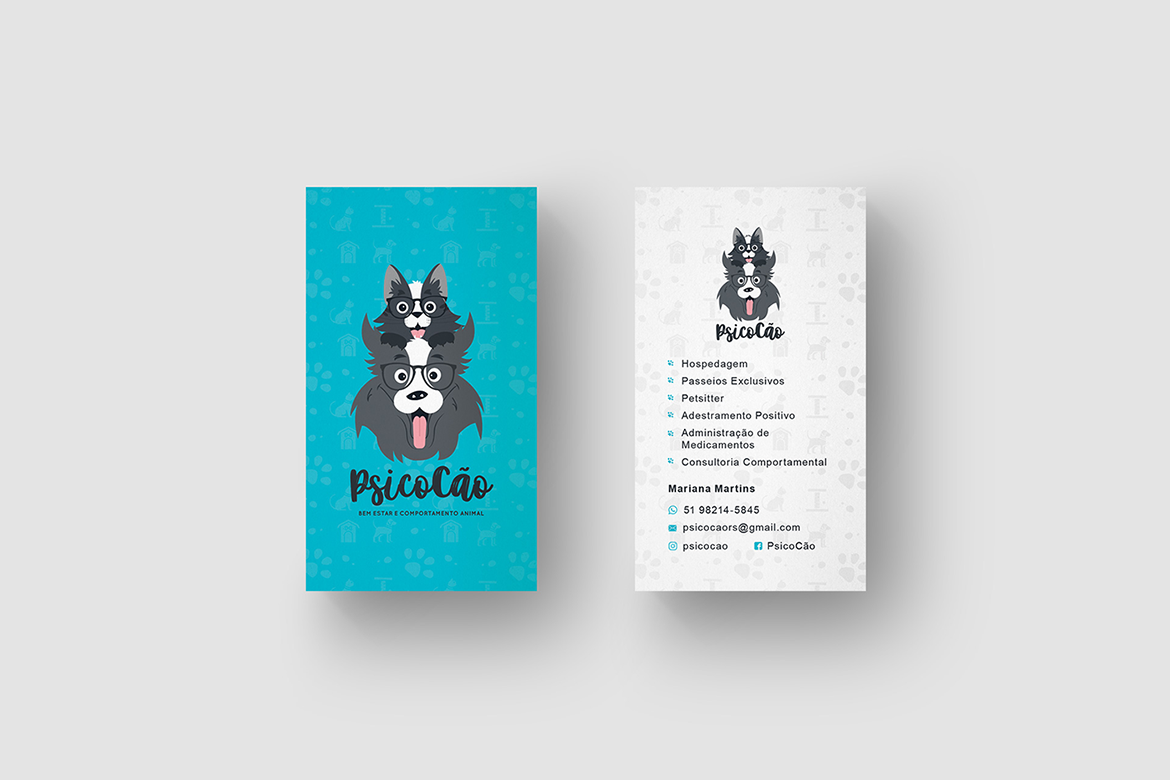 PsicoCão
BEM ESTAR E COMPORTAMENTO ANIMAL
PsicoCão
Hospedagem
Passeios Exclusivos
Petsitter
Adestramento Positivo
Administração de
Medicamentos
Consultoria Comportamental
Mariana Martins
51 98214-5845
psicocaors@gmail.com
psicocao PsicoCão